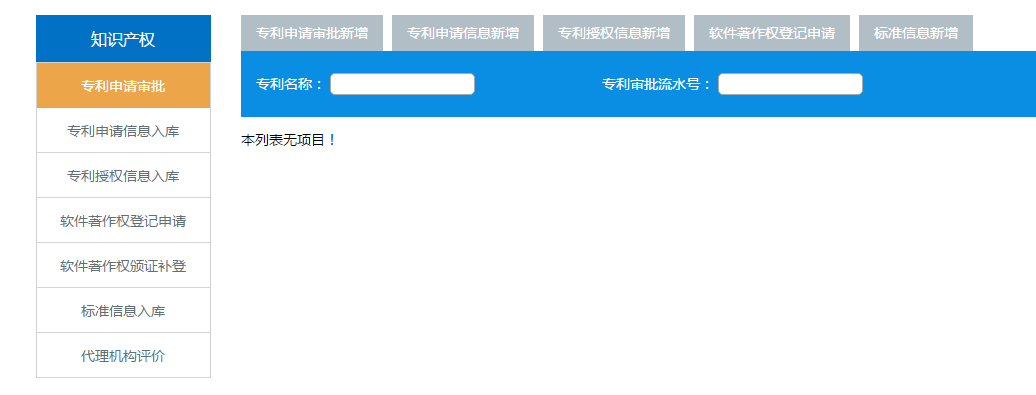 知识产权
专利申请审批
专利申请信息入库
专利授权信息入库
软件著作权登记申请
软件著作权颁证补登
标准信息入库
代理机构评价
专利申请审批新增 专利申请信息新增 专利授权信息新增 软件著作权登记申请 标准信息新增
专利名称： 专利审批流水号：
本列表无项目！